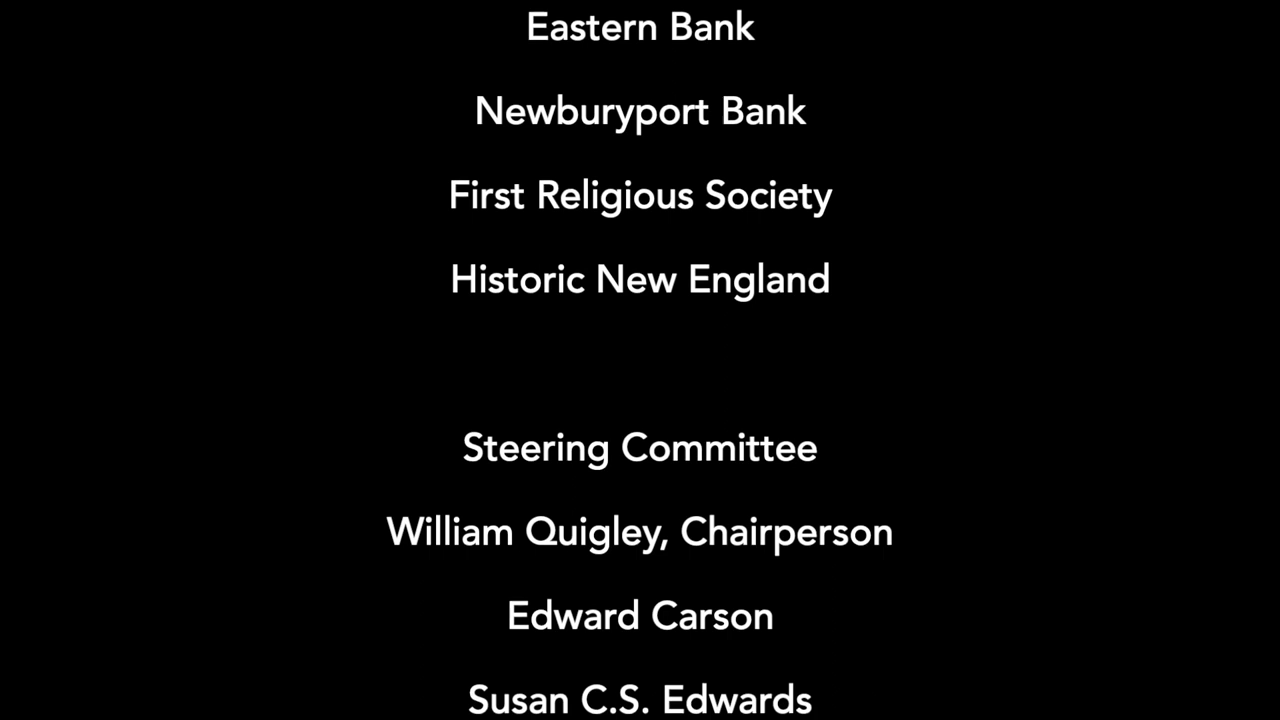 Eastern Bank
Newburyport Bank
First Religious Society
Historic New England
Steering Committee
William Quigley, Chairperson
Edward Carson
Susan C.S. Edwards